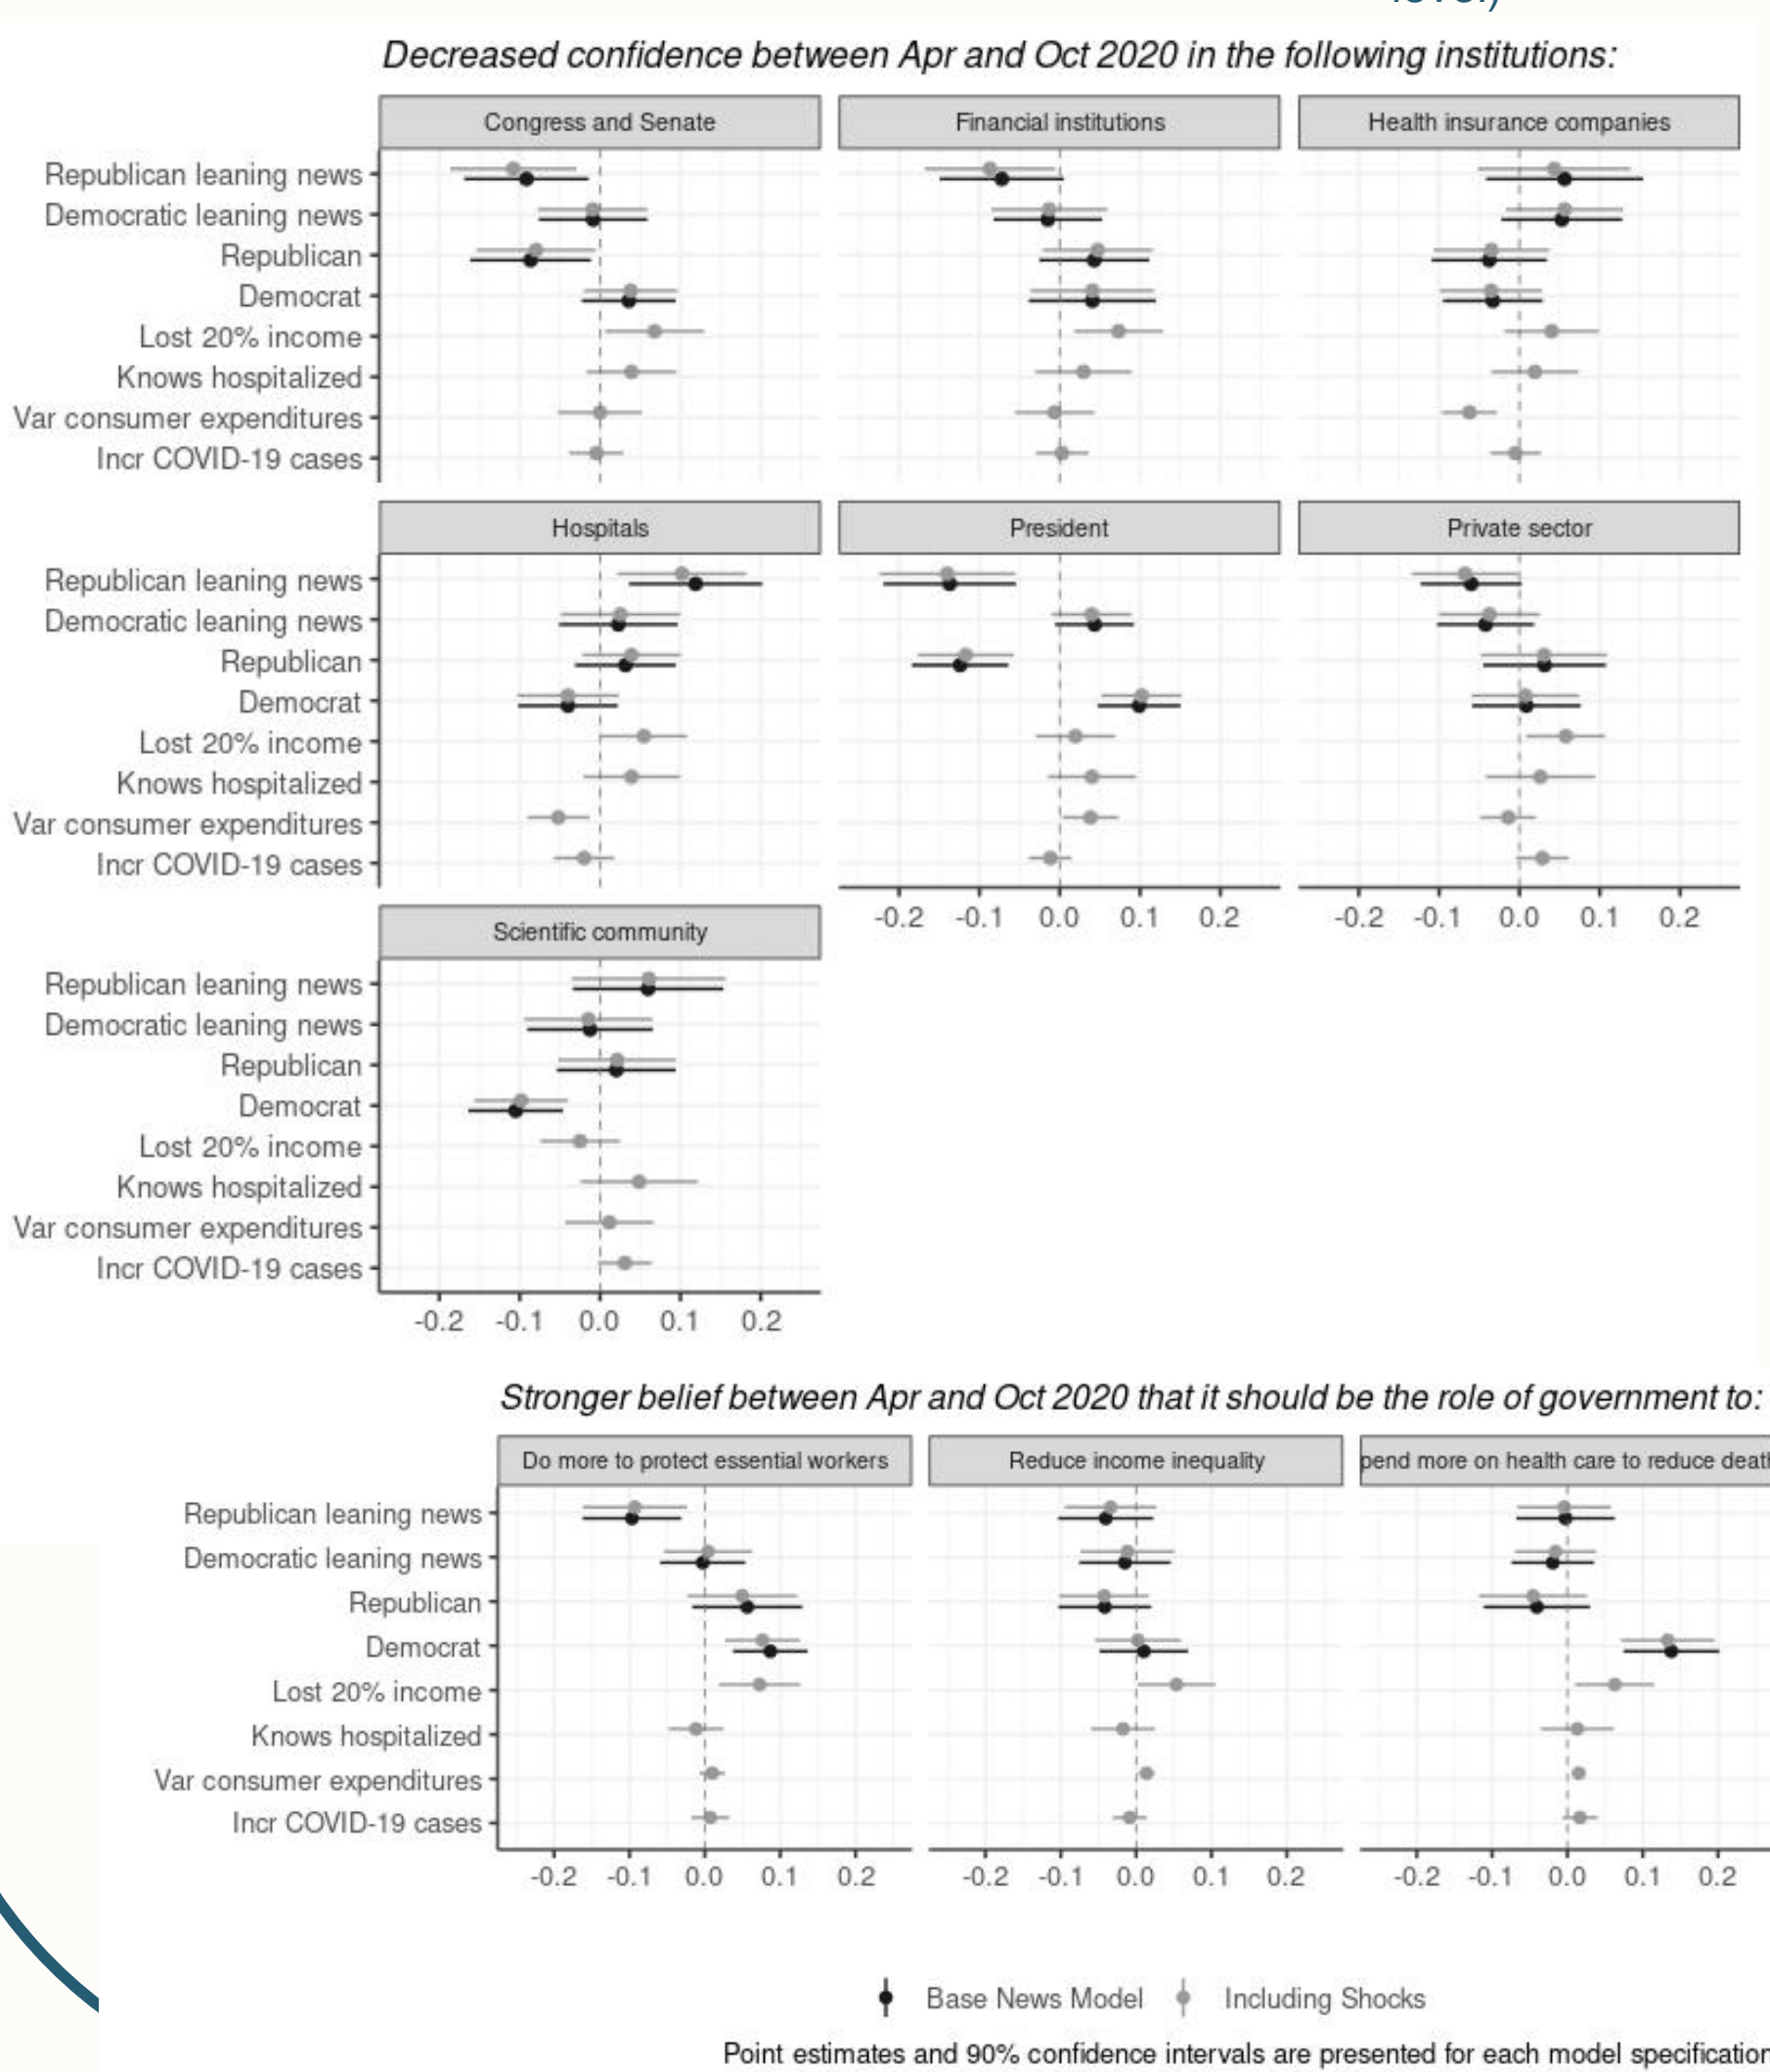 Decreased confidence between Apr and Oct 2020 in the following institutions:
Congress and Senate
Financial institutions
Health insurance companies
Republican leaning news
Democratic leaning news
Republican
Democrat
Lost 20% income
Knows hospitalized
Var consumer expenditures
Incr COVID-19 cases
Hospitals
President
Private sector
Republican leaning news
Democratic leaning news
Republican
Democrat
Lost 20% income
Knows hospitalized
Var consumer expenditures
Incr COVID-19 cases
-0.2 -0.1 0.0 0.1 0.2
-0.2 -0.1 0.0 0.1 0.2
Scientific community
Republican leaning news
Democratic leaning news
Republican
Democrat
Lost 20% income
Knows hospitalized
Var consumer expenditures
Incr COVID-19 cases
-0.2 -0.1 0.0 0.1 0.2
Stronger belief between Apr and Oct 2020 that it should be the role of government to:
Do more to protect essential workers
Reduce income inequality
pend more on health care to reduce deat
Republican leaning news
Democratic leaning news
Republican
Democrat
Lost 20% income
Knows hospitalized
Var consumer expenditures
Incr COVID-19 cases
-0.2 -0.1 0.0 0.1 0.2
-0.2 -0.1 0.0 0.1 0.2
-0.2 -0.1 0.0 0.1 0.2
Base News Model
Including Shocks
Point estimates and 90% confidence intervals are presented for each model specification